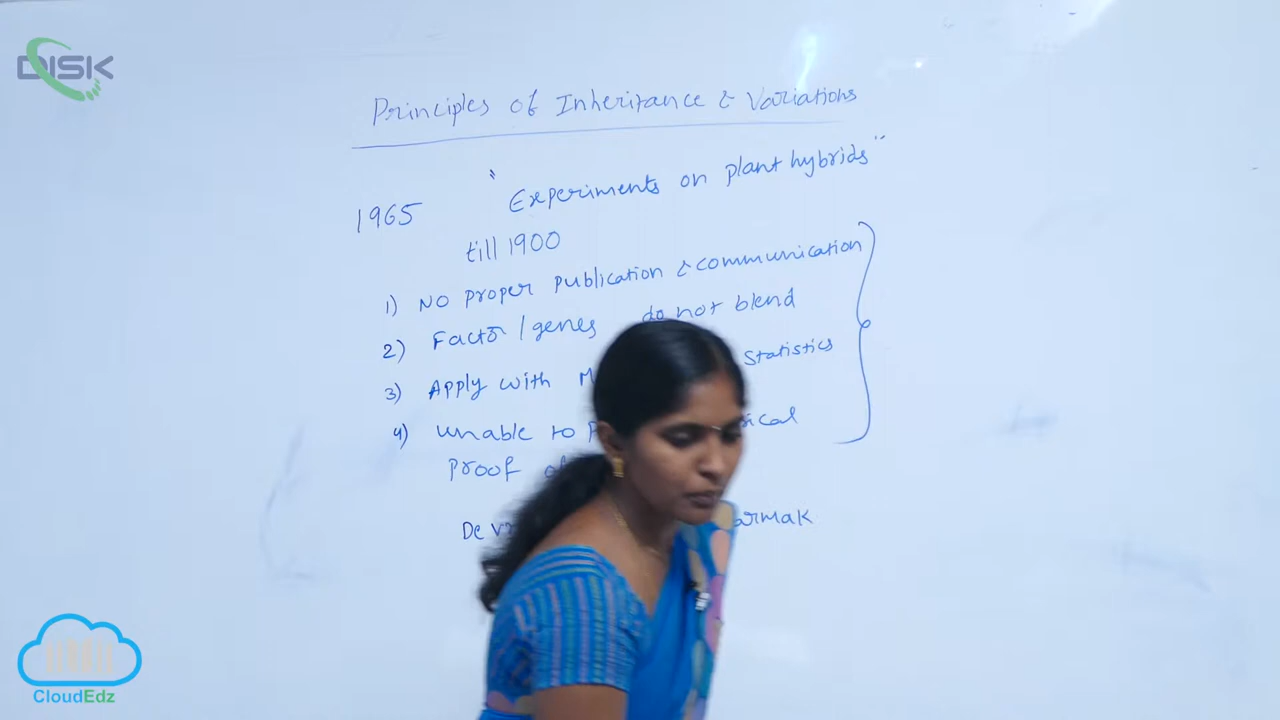 DISK
Principles of Inheritance & Variations
1965 "Experiments on plant hybrids"
till 1900
1) NO proper publication & communication
2) Factor / genes do not blend
3) Apply with Statistics
4) unable to
proof
CloudEdz